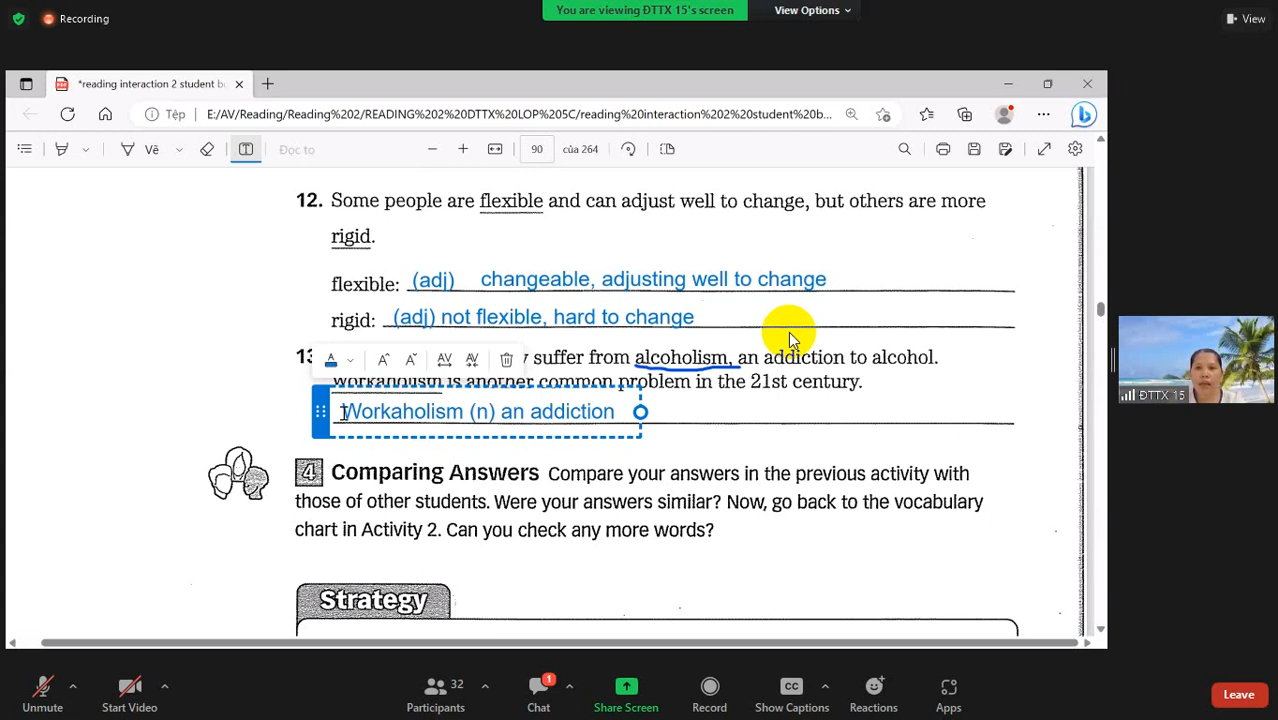 Recording
You are viewing ĐTTX 15's screen
View Options
View
*reading interaction 2 student b
Tệp
E:/AV/Reading/Reading%202/READING%202%20DTTX%20LOP%205C/reading%20interaction%202%20student%20b...
Vẽ
Đọc to
90
của 264
12. Some people are flexible and can adjust well to change, but others are more
rigid.
flexible: (adj) changeable, adjusting well to change
rigid: (adj) not flexible, hard to change
suffer from alcoholism, an addiction to alcohol.
Workaholism is another common problem in the 21st century.
Workaholism (n) an addiction
4 Comparing Answers Compare your answers in the previous activity with
those of other students. Were your answers similar? Now, go back to the vocabulary
chart in Activity 2. Can you check any more words?
Strategy
ĐTTX 15
Unmute
Start Video
32
Participants
1
Chat
Share Screen
Record
CC
Show Captions
Reactions
Apps
Leave